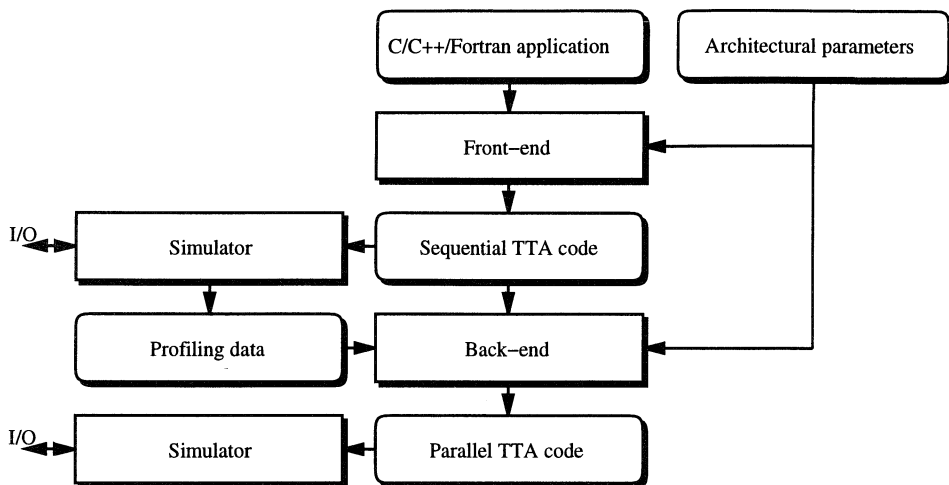 C/C++/Fortran application
Architectural parameters
Front−end
I/O
Simulator
Sequential TTA code
Profiling data
Back−end
I/O
Simulator
Parallel TTA code